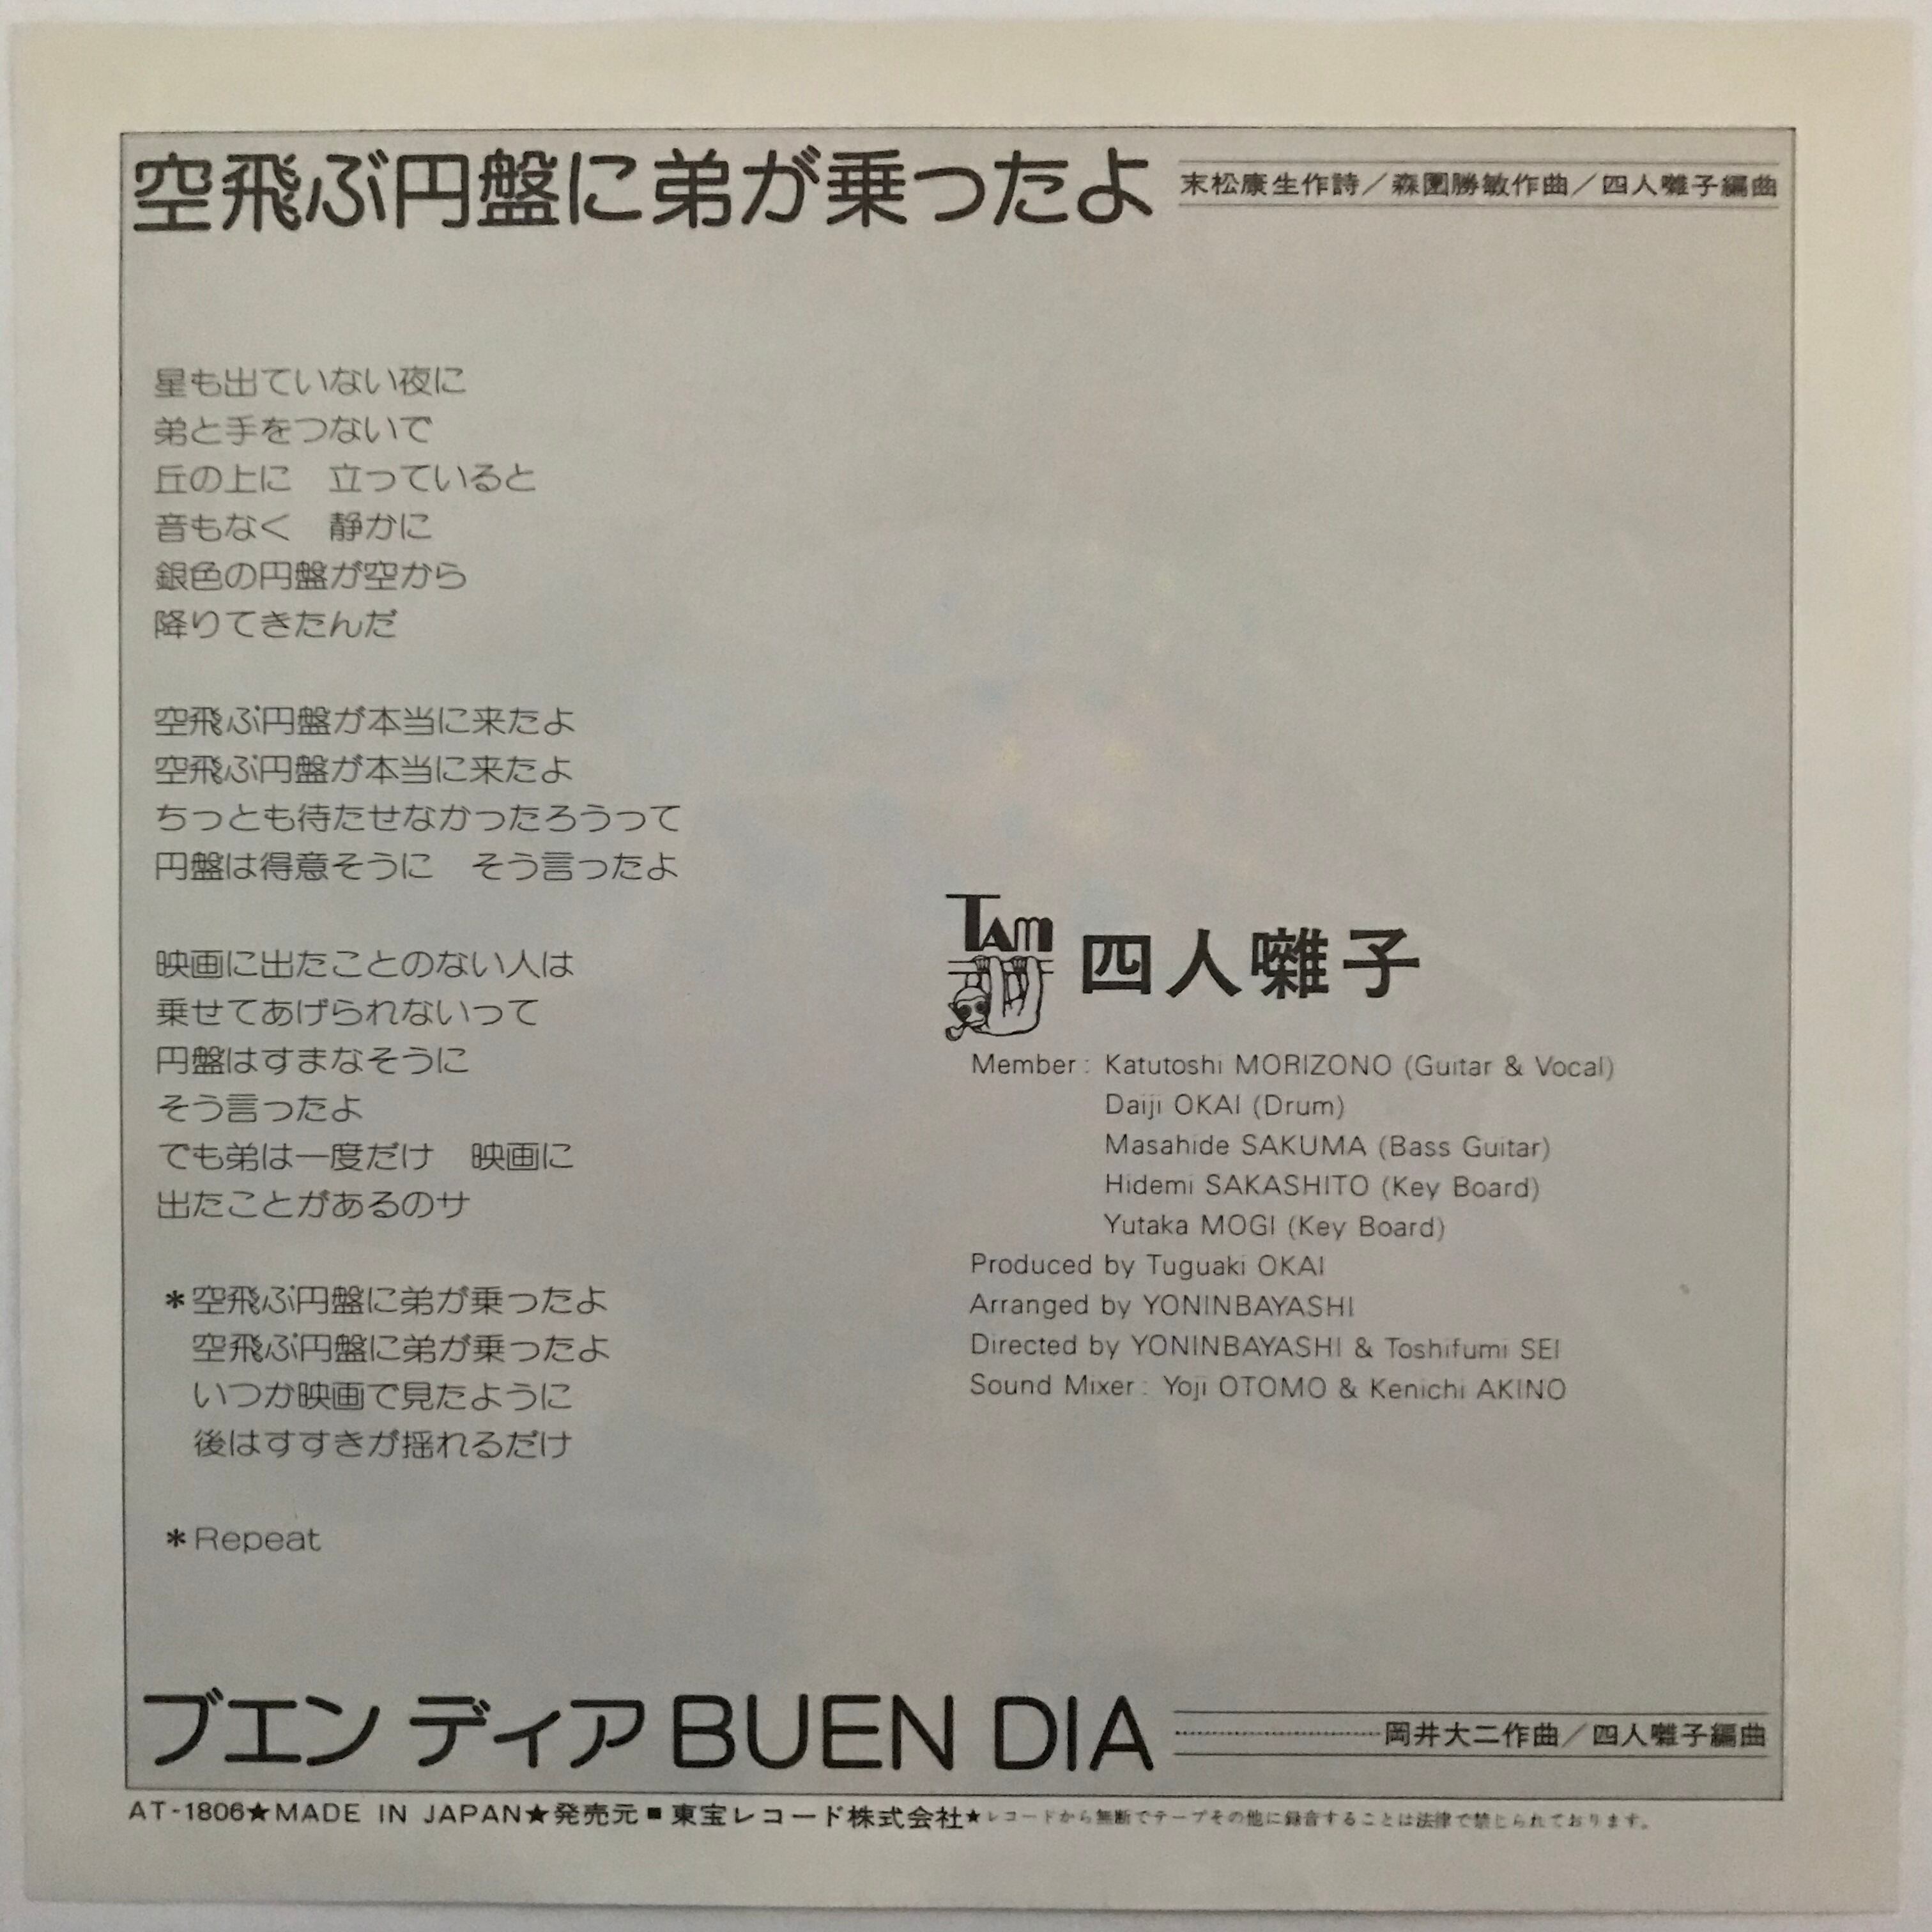 空飛ぶ円盤に弟が乗ったよ
末松康生作詩／森園勝敏作曲／四人囃子編曲
星も出ていない夜に
弟と手をつないで
丘の上に　立っていると
音もなく　静かに
銀色の円盤が空から
降りてきたんだ
空飛ぶ円盤が本当に来たよ
空飛ぶ円盤が本当に来たよ
ちっとも待たせなかったろうって
円盤は得意そうに　そう言ったよ
映画に出たことのない人は
乗せてあげられないって
円盤はすまなそうに
そう言ったよ
でも弟は一度だけ　映画に
出たことがあるのサ
＊空飛ぶ円盤に弟が乗ったよ
空飛ぶ円盤に弟が乗ったよ
いつか映画で見たように
後はすすきが揺れるだけ
＊Repeat
TAM
四人囃子
Member: Katutoshi MORIZONO (Guitar & Vocal)
Daiji OKAI (Drum)
Masahide SAKUMA (Bass Guitar)
Hidemi SAKASHITO (Key Board)
Yutaka MOGI (Key Board)
Produced by Tuguaki OKAI
Arranged by YONINBAYASHI
Directed by YONINBAYASHI & Toshifumi SEI
Sound Mixer: Yoji OTOMO & Kenichi AKINO
ブエン ディア BUEN DIA
岡井大二作曲／四人囃子編曲
AT-1806★MADE IN JAPAN★発売元■東宝レコード株式会社★レコードから無断でテープその他に録音することは法律で禁じられております。